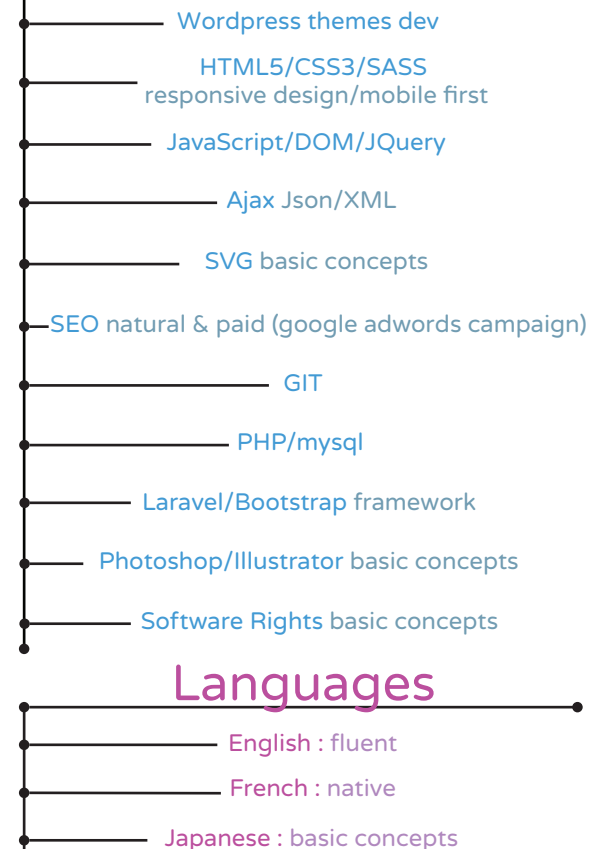 Wordpress themes dev
HTML5/CSS3/SASS
responsive design/mobile first
JavaScript/DOM/JQuery
Ajax Json/XML
SVG basic concepts
SEO natural & paid (google adwords campaign)
GIT
PHP/mysql
Laravel/Bootstrap framework
Photoshop/Illustrator basic concepts
Software Rights basic concepts
Languages
English : fluent
French : native
Japanese : basic concepts